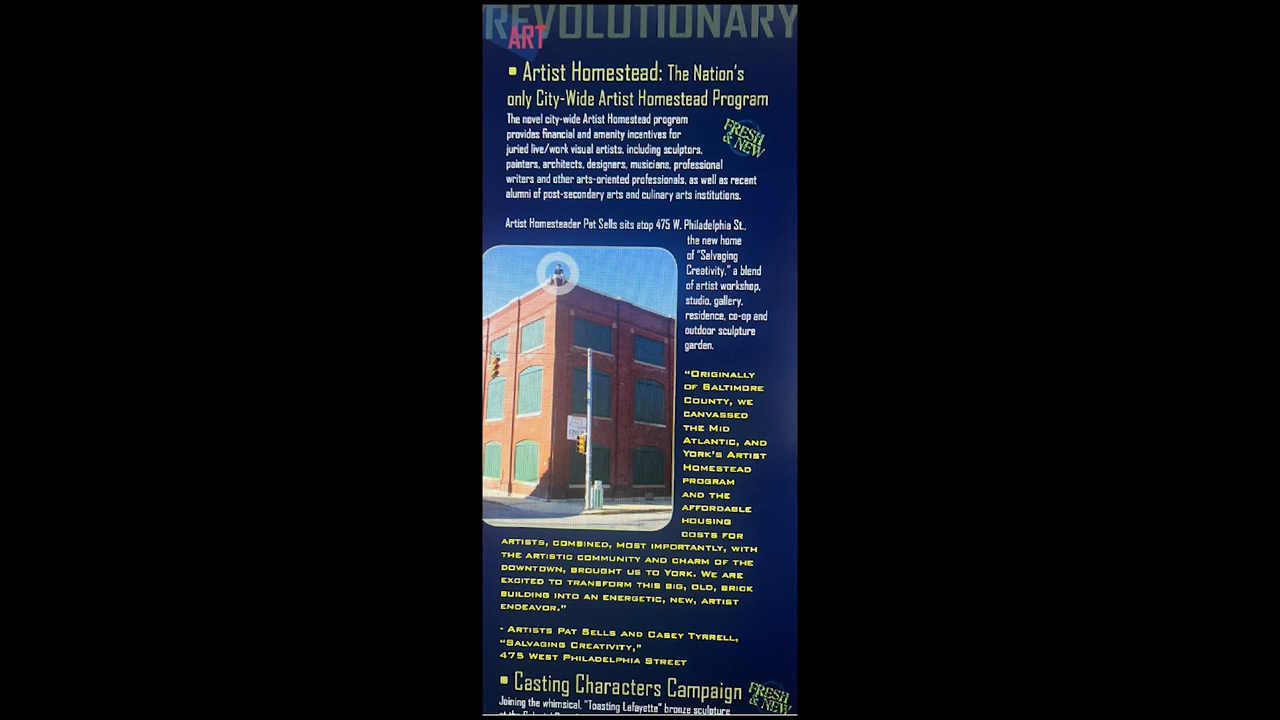 REVOLUTIONARY
ART
▪ Artist Homestead: The Nation's
only City-Wide Artist Homestead Program
The novel city-wide Artist Homestead program
provides financial and amenity incentives for
juried live/work visual artists, including sculptors,
painters, architects, designers, musicians, professional
writers and other arts-oriented professionals, as well as recent
alumni of post-secondary arts and culinary arts institutions.
FRESH
& NEW
Artist Homesteader Pat Sells sits atop 475 W. Philadelphia St.,
the new home
of "Salvaging
Creativity," a blend
of artist workshop,
studio, gallery,
residence, co-op and
outdoor sculpture
garden.
"Originally
of Baltimore
County, we
canvassed
the Mid
Atlantic, and
York's Artist
Homestead
program
and the
affordable
housing
costs for
artists, combined, most importantly, with
the artistic community and charm of the
downtown, brought us to York. We are
excited to transform this big, old, brick
building into an energetic, new, artist
endeavor."
- Artists Pat Sells and Casey Tyrrell,
"Salvaging Creativity,"
475 West Philadelphia Street
▪ Casting Characters Campaign
FRESH
& NEW
Joining the whimsical, "Toasting Lafayette" bronze sculpture